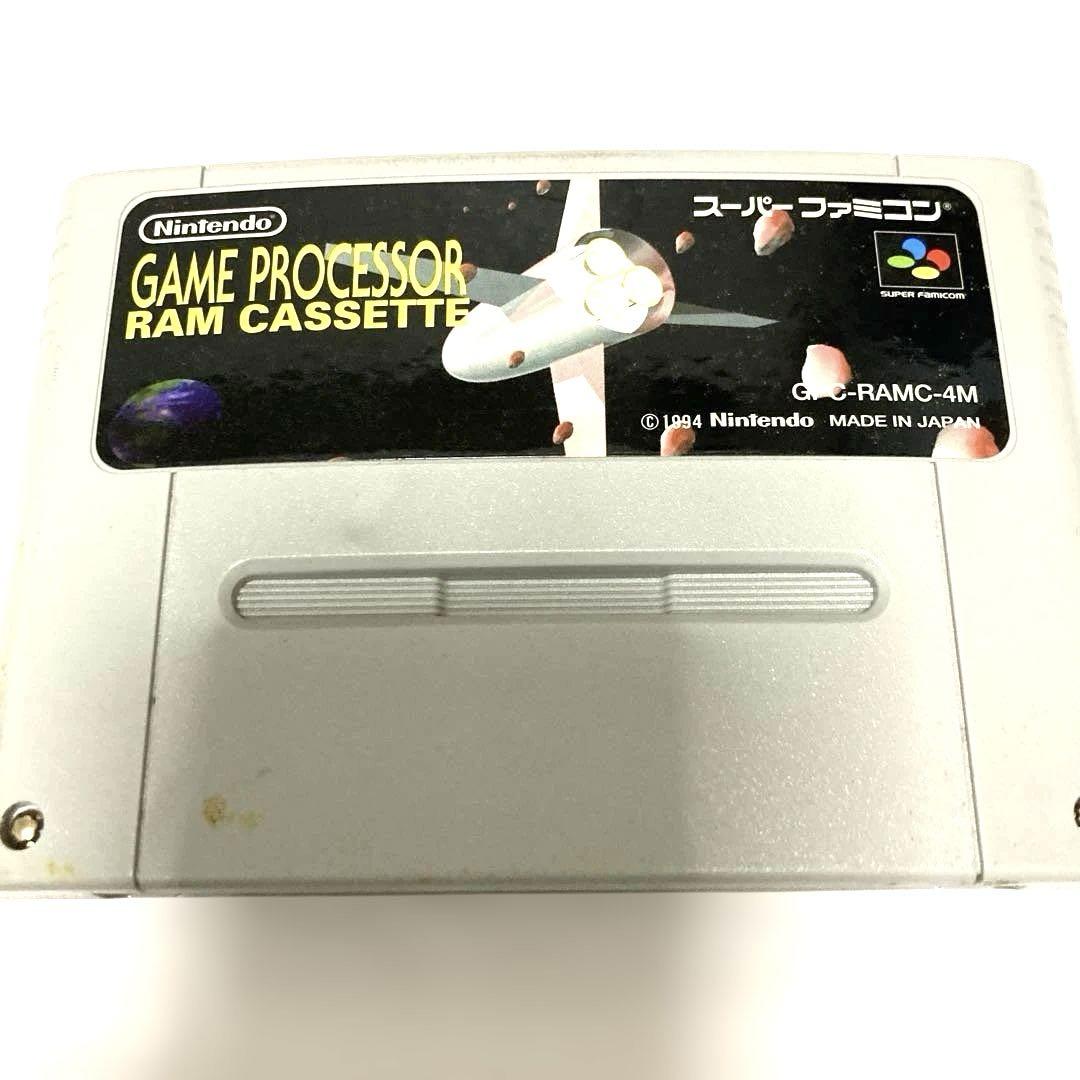 Nintendo
GAME PROCESSOR
RAM CASSETTE
スーパーファミコン®
SUPER FAMICOM
GPC-RAMC-4M
©1994 Nintendo MADE IN JAPAN